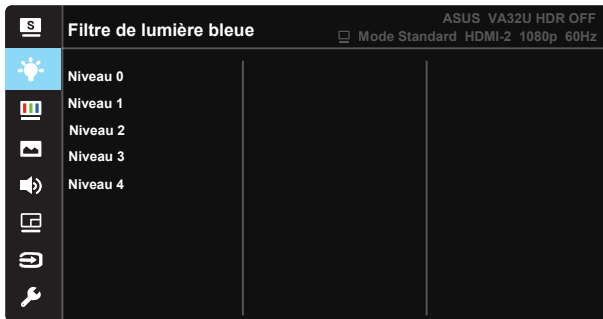 S
Filtre de lumière bleue
ASUS VA32U HDR OFF
Mode Standard HDMI-2 1080p 60Hz
Niveau 0
Niveau 1
Niveau 2
Niveau 3
Niveau 4